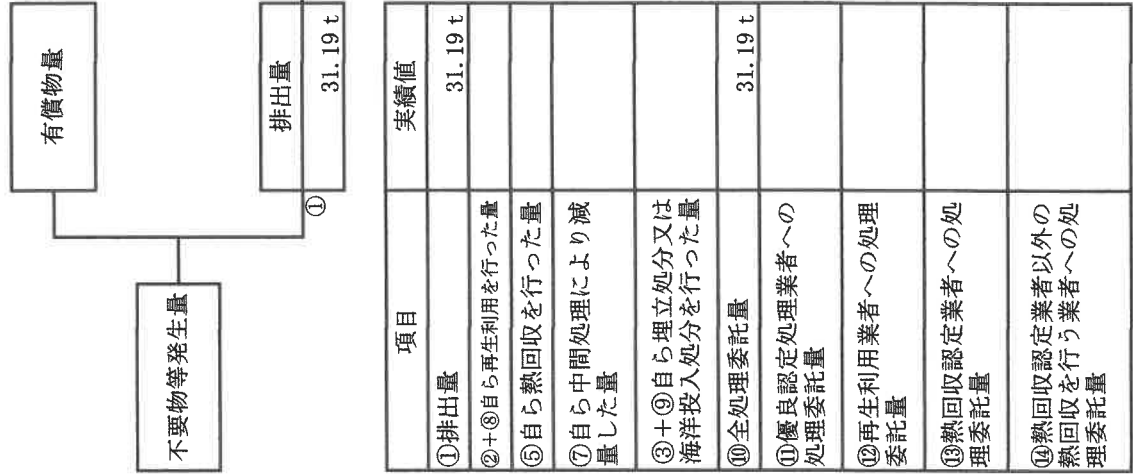 不要物等発生量
有償物量
①
排出量
31.19 t
項目
実績値
①排出量
31.19 t
②+⑧自ら再生利用を行った量
⑤自ら熱回収を行った量
⑦自ら中間処理により減
量した量
③+⑨自ら埋立処分又は
海洋投入処分を行った量
⑩全処理委託量
31.19 t
⑪優良認定処理業者への
処理委託量
⑫再生利用業者への処理
委託量
⑬熱回収認定業者への処
理委託量
⑭熱回収認定業者以外の
熱回収を行う業者への処
理委託量